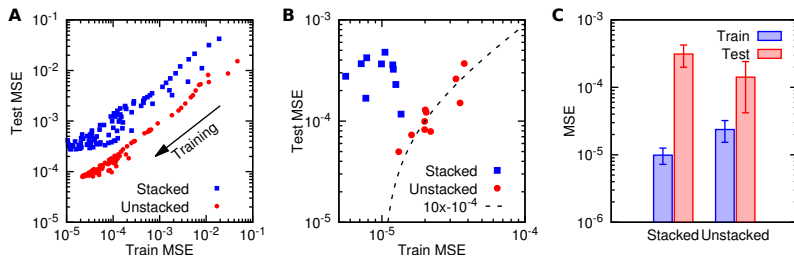 A
Test MSE
10^-1
10^-2
10^-3
10^-4
10^-5
10^-5 10^-4 10^-3 10^-2 10^-1
Train MSE
Training
Stacked
Unstacked
B
Test MSE
10^-3
10^-4
10^-5
10^-5 10^-4
Train MSE
Stacked
Unstacked
10x-10^-4
C
MSE
10^-3
10^-4
10^-5
10^-6
Train
Test
Stacked Unstacked